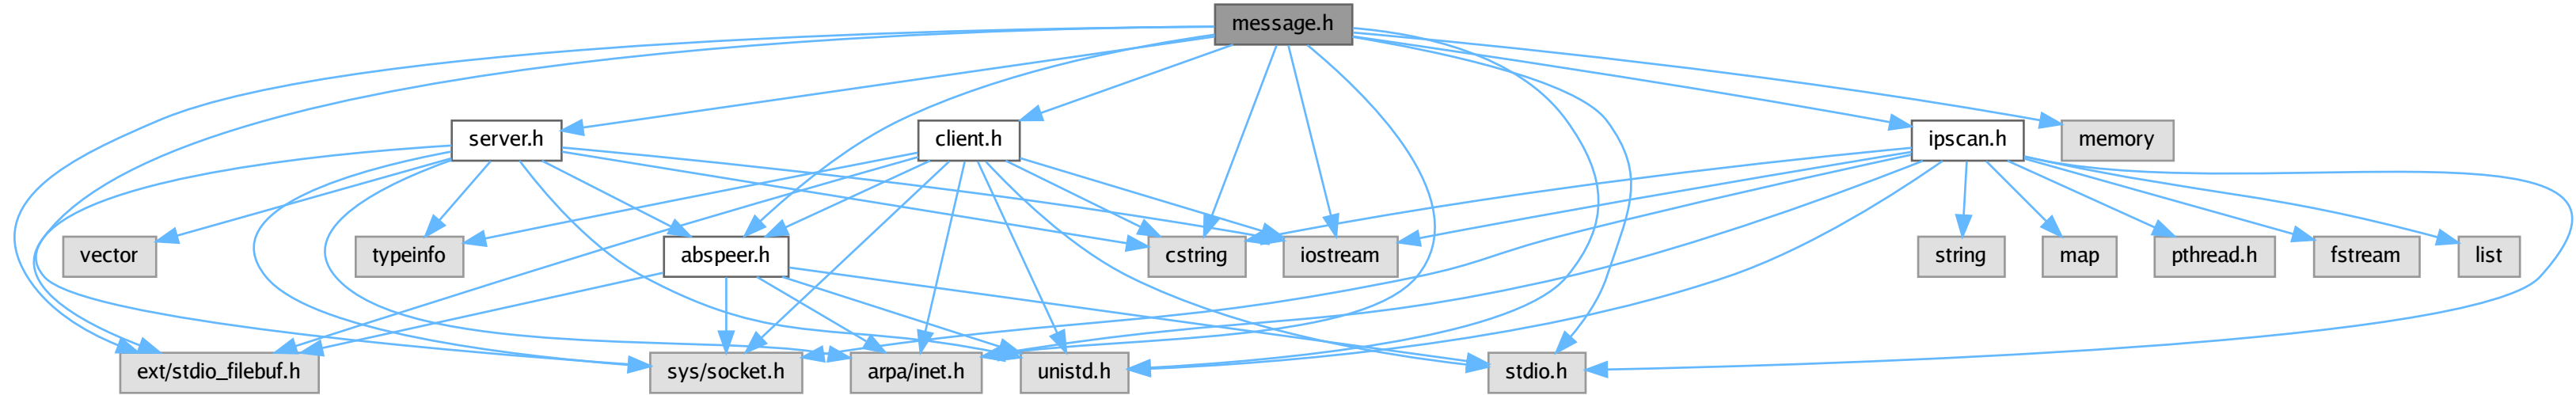 message.h
server.h
client.h
ipscan.h
memory
vector
typeinfo
abspeer.h
cstring
iostream
string
map
pthread.h
fstream
list
ext/stdio_filebuf.h
sys/socket.h
arpa/inet.h
unistd.h
stdio.h